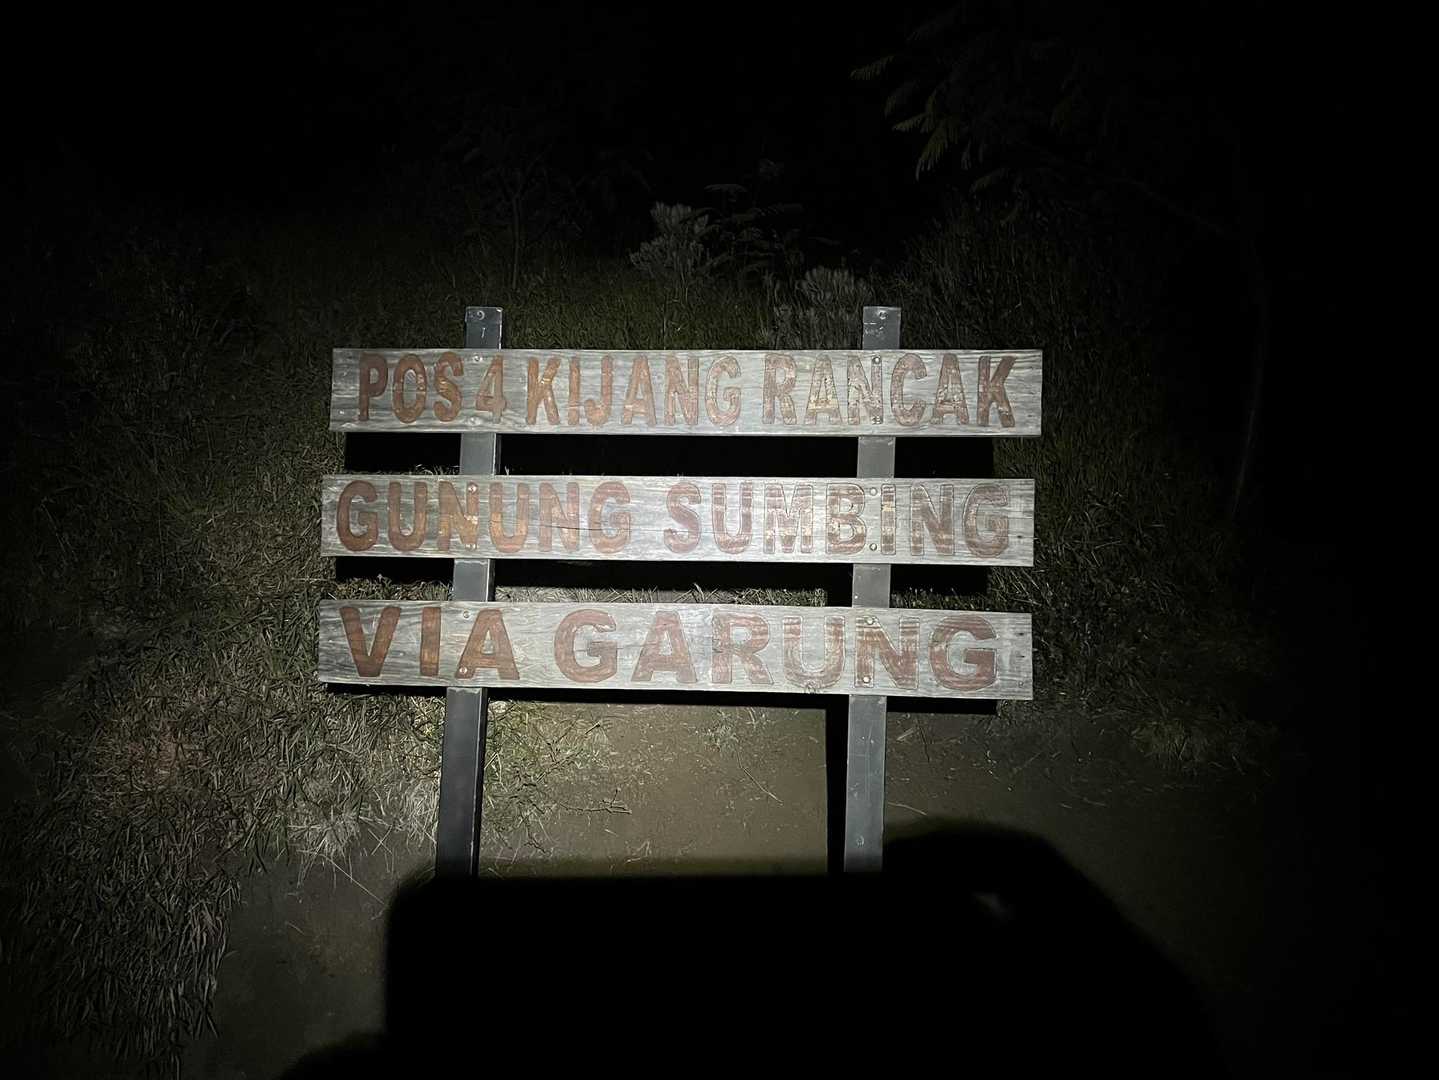 POS 4 KIJANG RANCAK
GUNUNG SUMBING
VIA GARUNG